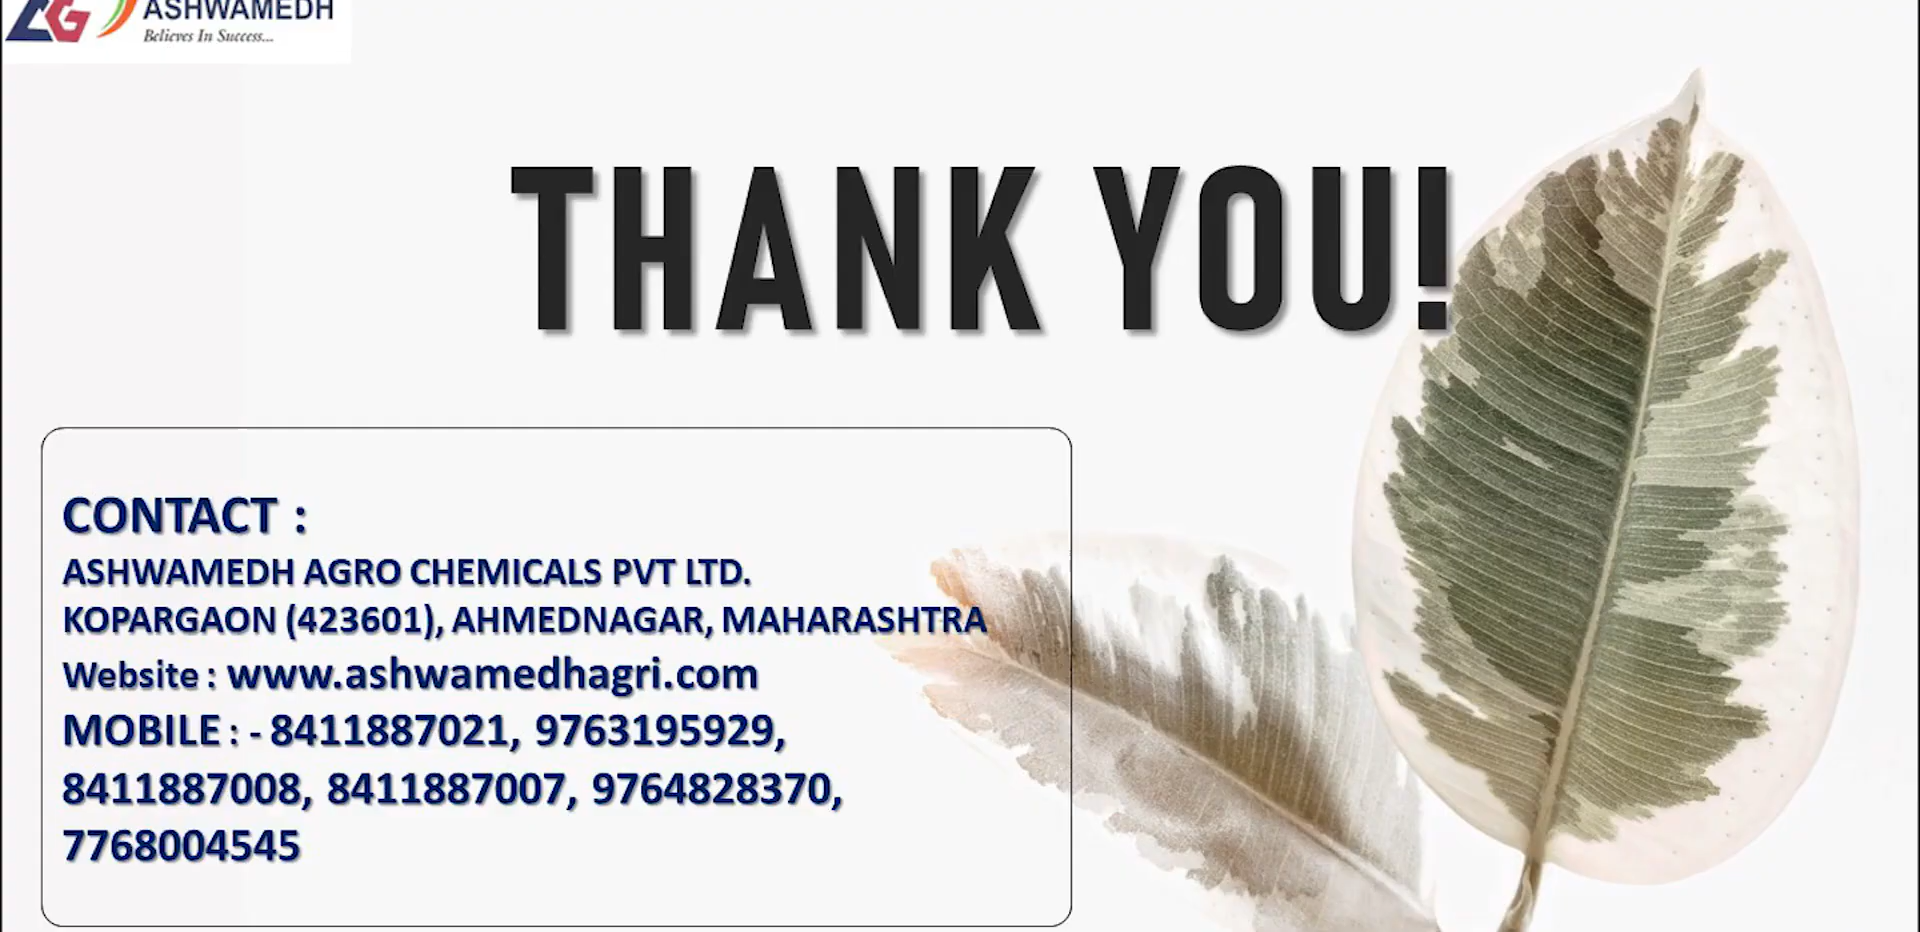 ASHWAMEDH
Believes In Success...
THANK YOU!
CONTACT :
ASHWAMEDH AGRO CHEMICALS PVT LTD.
KOPARGAON (423601), AHMEDNAGAR, MAHARASHTRA
Website : www.ashwamedhagri.com
MOBILE : - 8411887021, 9763195929,
8411887008, 8411887007, 9764828370,
7768004545